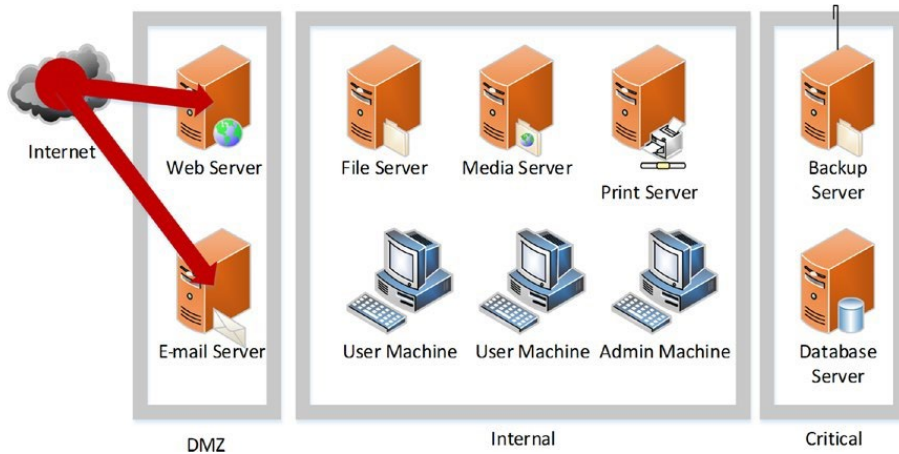 Internet
Web Server
E-mail Server
DMZ
File Server
Media Server
Print Server
User Machine
User Machine
Admin Machine
Internal
Backup
Server
Database
Server
Critical